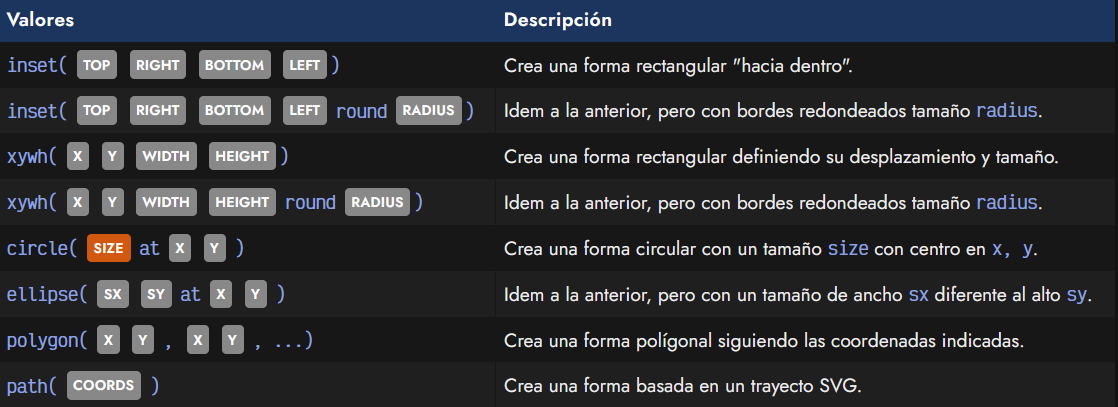 Valores Descripción
inset( TOP RIGHT BOTTOM LEFT ) Crea una forma rectangular "hacia dentro".
inset( TOP RIGHT BOTTOM LEFT round RADIUS ) Idem a la anterior, pero con bordes redondeados tamaño radius.
xywh( X Y WIDTH HEIGHT ) Crea una forma rectangular definiendo su desplazamiento y tamaño.
xywh( X Y WIDTH HEIGHT round RADIUS ) Idem a la anterior, pero con bordes redondeados tamaño radius.
circle( SIZE at X Y ) Crea una forma circular con un tamaño size con centro en x, y.
ellipse( SX SY at X Y ) Idem a la anterior, pero con un tamaño de ancho sx diferente al alto sy.
polygon( X Y , X Y , ...) Crea una forma polígonal siguiendo las coordenadas indicadas.
path( COORDS ) Crea una forma basada en un trayecto SVG.